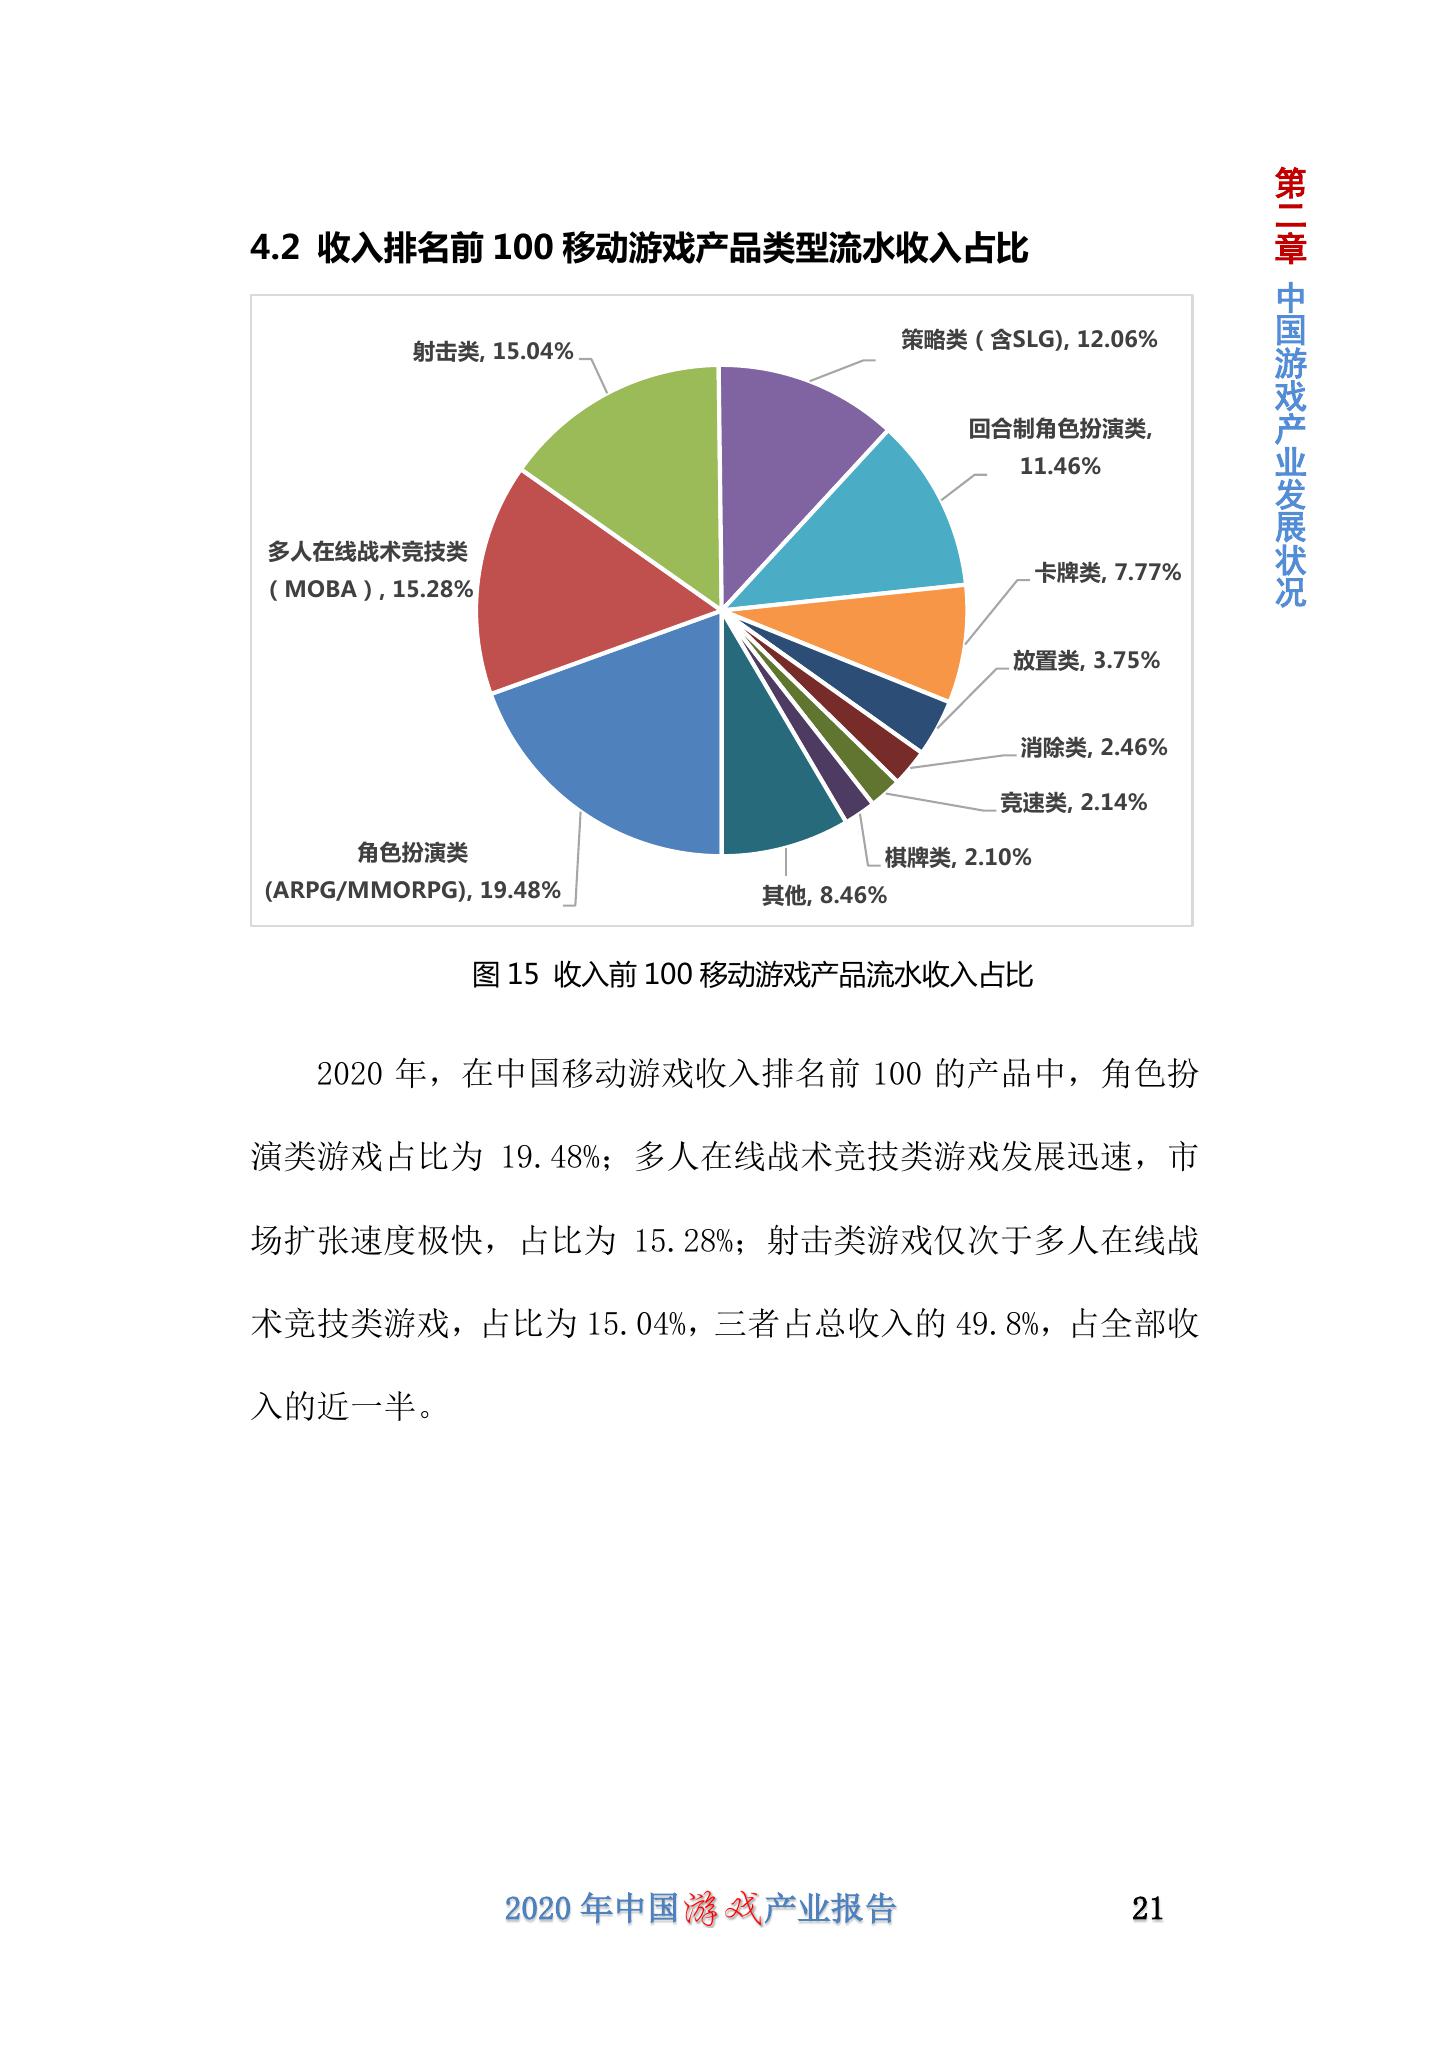 第二章 中国游戏产业发展状况
4.2 收入排名前 100 移动游戏产品类型流水收入占比
射击类, 15.04%
策略类（含SLG), 12.06%
回合制角色扮演类,
11.46%
多人在线战术竞技类
（MOBA）, 15.28%
卡牌类, 7.77%
放置类, 3.75%
消除类, 2.46%
竞速类, 2.14%
角色扮演类
(ARPG/MMORPG), 19.48%
棋牌类, 2.10%
其他, 8.46%
图 15 收入前 100 移动游戏产品流水收入占比
2020 年，在中国移动游戏收入排名前 100 的产品中，角色扮
演类游戏占比为 19.48%；多人在线战术竞技类游戏发展迅速，市
场扩张速度极快，占比为 15.28%；射击类游戏仅次于多人在线战
术竞技类游戏，占比为 15.04%，三者占总收入的 49.8%，占全部收
入的近一半。
2020 年中国游戏产业报告
21